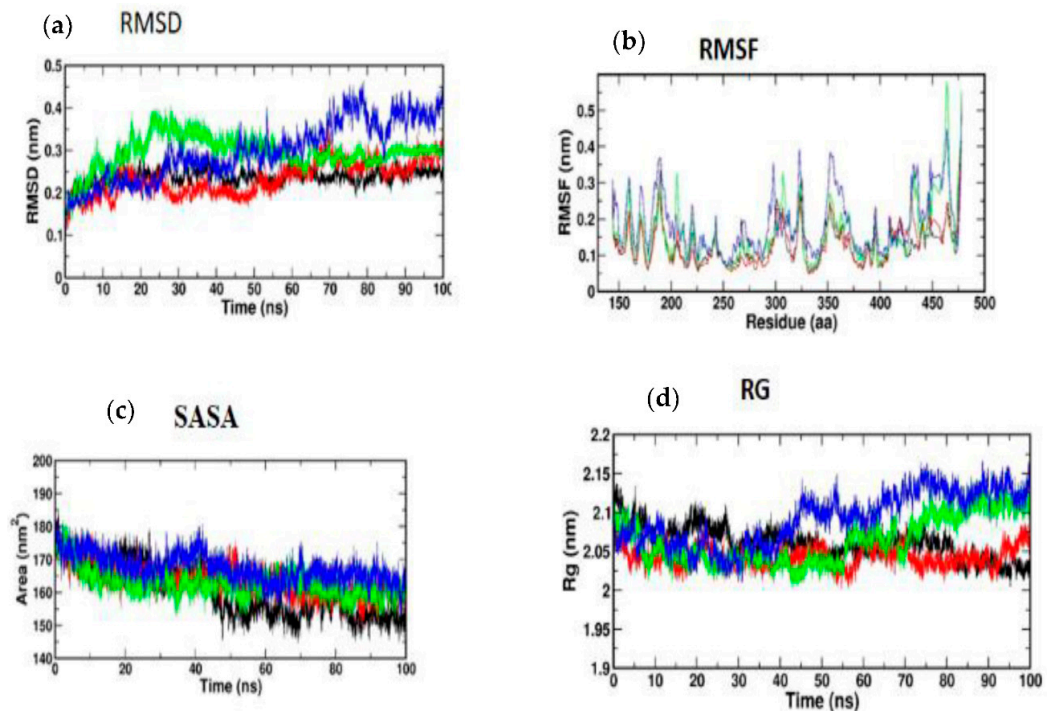 (a) RMSD
0.5
0.4
0.3
0.2
0.1
0
RMSD (nm)
0 10 20 30 40 50 60 70 80 90 100
Time (ns)
(b) RMSF
0.5
0.4
0.3
0.2
0.1
0
RMSF (nm)
150 200 250 300 350 400 450 500
Residue (aa)
(c) SASA
200
190
180
170
160
150
140
Area (nm²)
0 20 40 60 80 100
Time (ns)
(d) RG
2.2
2.15
2.1
2.05
2
1.95
1.9
Rg (nm)
0 10 20 30 40 50 60 70 80 90 100
Time (ns)